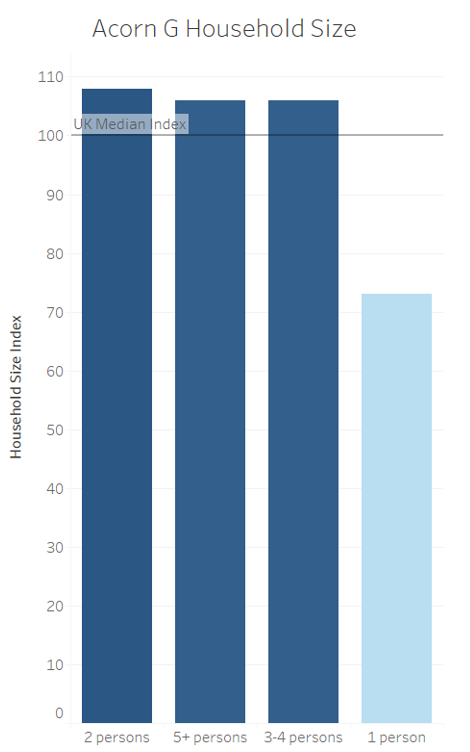 Acorn G Household Size
Household Size Index
110
UK Median Index
100
90
80
70
60
50
40
30
20
10
0
2 persons
5+ persons
3-4 persons
1 person